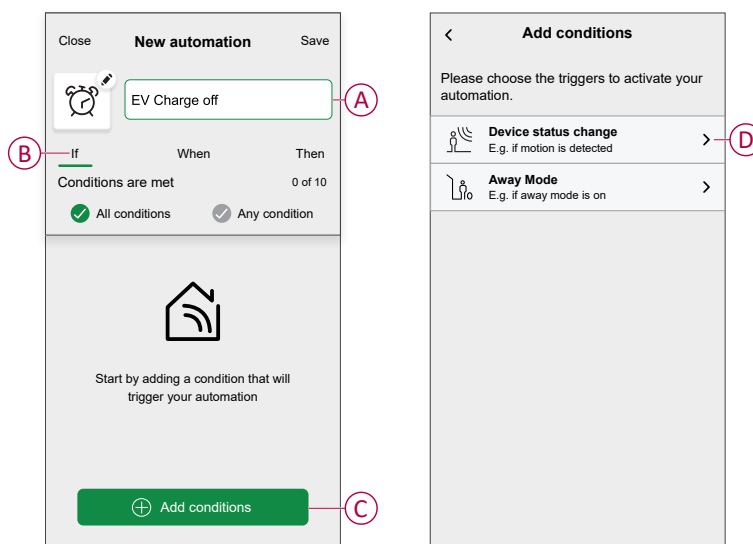 Close New automation Save
EV Charge off
A
B
If When Then
Conditions are met 0 of 10
All conditions Any condition
Start by adding a condition that will
trigger your automation
Add conditions
C
Add conditions
Please choose the triggers to activate your
automation.
Device status change
E.g. if motion is detected
D
Away Mode
E.g. if away mode is on